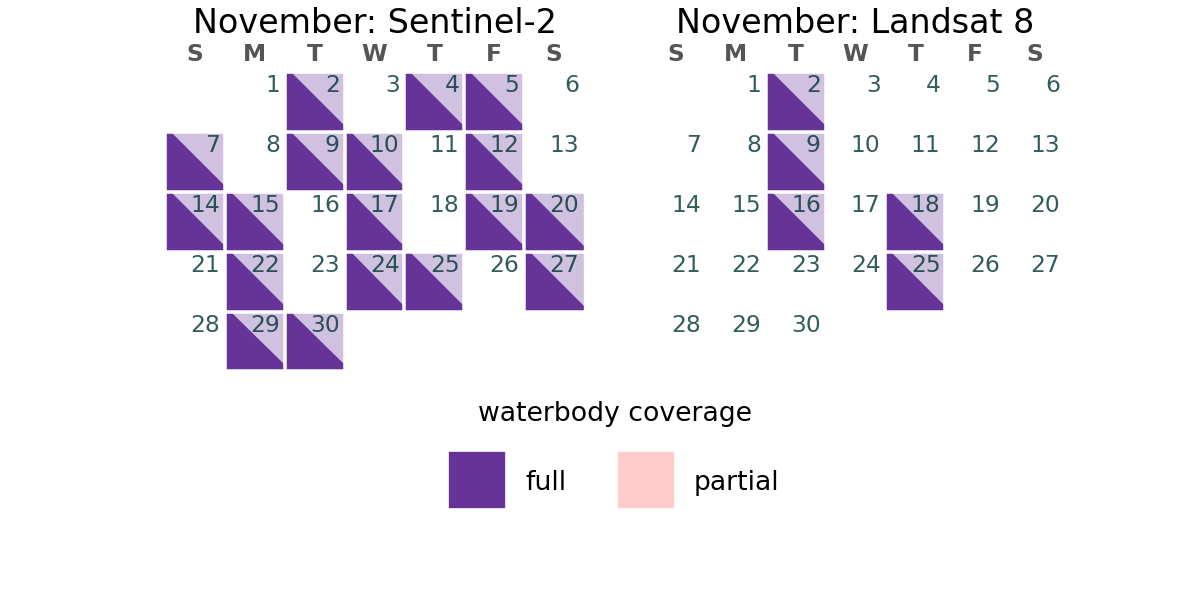 November: Sentinel-2
S M T W T F S
1 2 3 4 5 6
7 8 9 10 11 12 13
14 15 16 17 18 19 20
21 22 23 24 25 26 27
28 29 30
November: Landsat 8
S M T W T F S
1 2 3 4 5 6
7 8 9 10 11 12 13
14 15 16 17 18 19 20
21 22 23 24 25 26 27
28 29 30
waterbody coverage
full partial